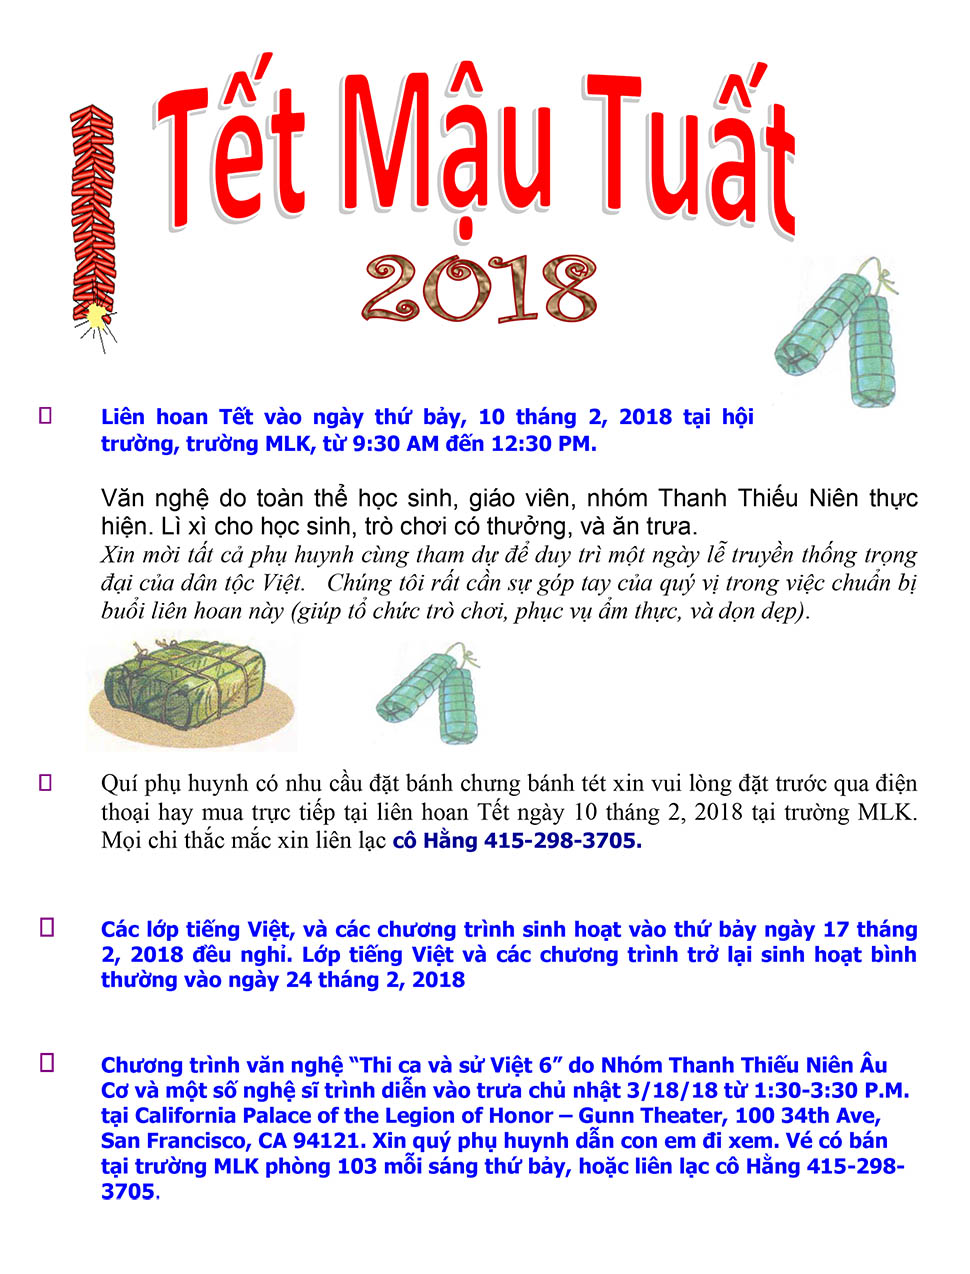 Tết Mậu Tuất
2018
Liên hoan Tết vào ngày thứ bảy, 10 tháng 2, 2018 tại hội
trường, trường MLK, từ 9:30 AM đến 12:30 PM.
Văn nghệ do toàn thể học sinh, giáo viên, nhóm Thanh Thiếu Niên thực
hiện. Lì xì cho học sinh, trò chơi có thưởng, và ăn trưa.
Xin mời tất cả phụ huynh cùng tham dự để duy trì một ngày lễ truyền thống trọng
đại của dân tộc Việt. Chúng tôi rất cần sự góp tay của quý vị trong việc chuẩn bị
buổi liên hoan này (giúp tổ chức trò chơi, phục vụ ẩm thực, và dọn dẹp).
Quí phụ huynh có nhu cầu đặt bánh chưng bánh tét xin vui lòng đặt trước qua điện
thoại hay mua trực tiếp tại liên hoan Tết ngày 10 tháng 2, 2018 tại trường MLK.
Mọi chi thắc mắc xin liên lạc cô Hằng 415-298-3705.
Các lớp tiếng Việt, và các chương trình sinh hoạt vào thứ bảy ngày 17 tháng
2, 2018 đều nghỉ. Lớp tiếng Việt và các chương trình trở lại sinh hoạt bình
thường vào ngày 24 tháng 2, 2018
Chương trình văn nghệ “Thi ca và sử Việt 6” do Nhóm Thanh Thiếu Niên Âu
Cơ và một số nghệ sĩ trình diễn vào trưa chủ nhật 3/18/18 từ 1:30-3:30 P.M.
tại California Palace of the Legion of Honor – Gunn Theater, 100 34th Ave,
San Francisco, CA 94121. Xin quý phụ huynh dẫn con em đi xem. Vé có bán
tại trường MLK phòng 103 mỗi sáng thứ bảy, hoặc liên lạc cô Hằng 415-298-
3705.